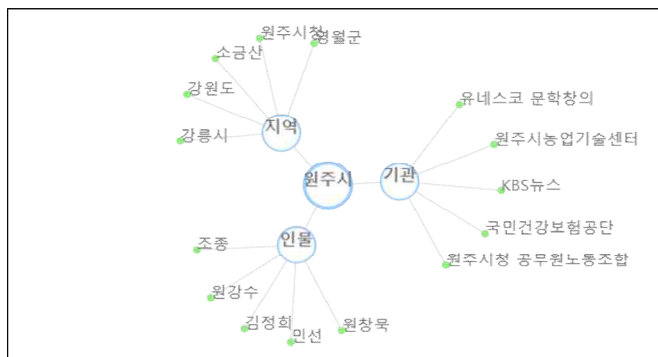 원주시청
영월군
소금산
강원도
강릉시
지역
원주시
기관
유네스코 문학창의
원주시농업기술센터
KBS뉴스
국민건강보험공단
원주시청 공무원노동조합
인물
조종
원강수
김정희
민선
원창묵